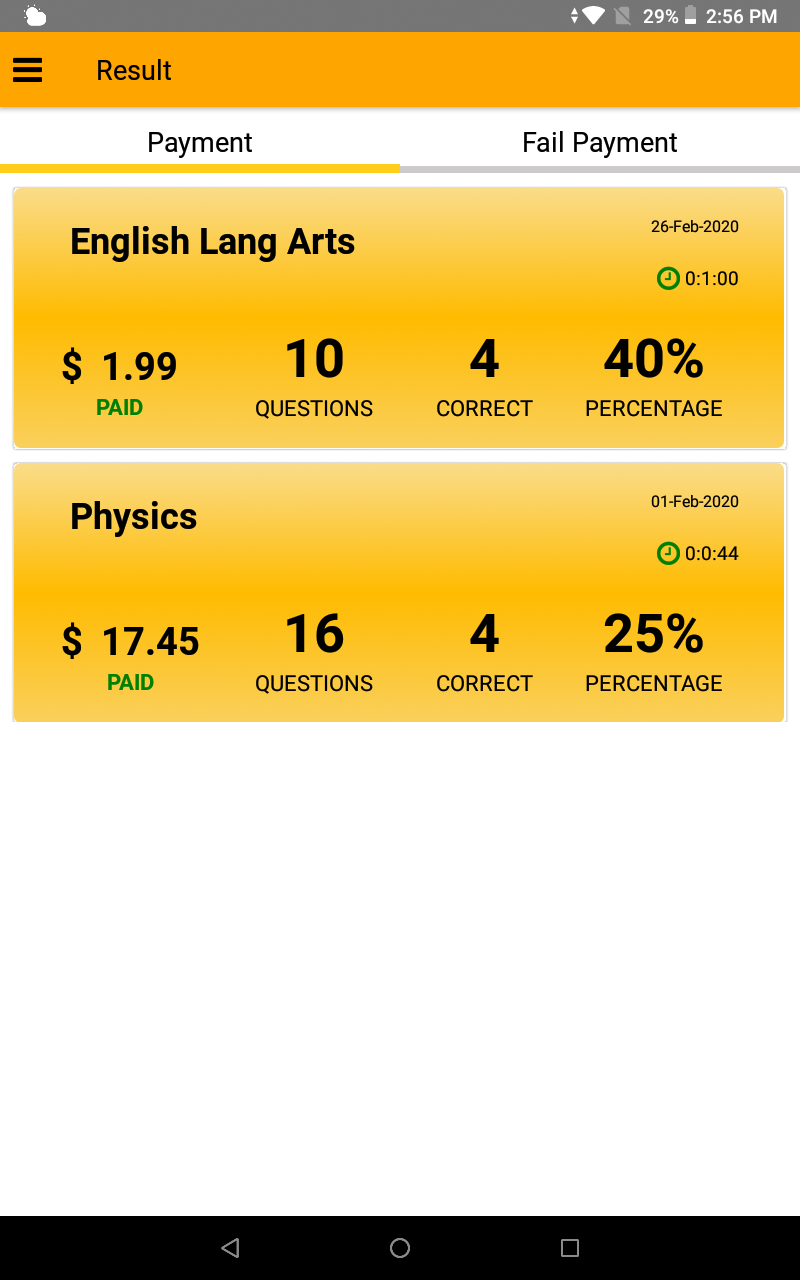 29% 2:56 PM
Result
Payment Fail Payment
English Lang Arts 26-Feb-2020
0:1:00
$ 1.99 10 4 40%
PAID QUESTIONS CORRECT PERCENTAGE
Physics 01-Feb-2020
0:0:44
$ 17.45 16 4 25%
PAID QUESTIONS CORRECT PERCENTAGE